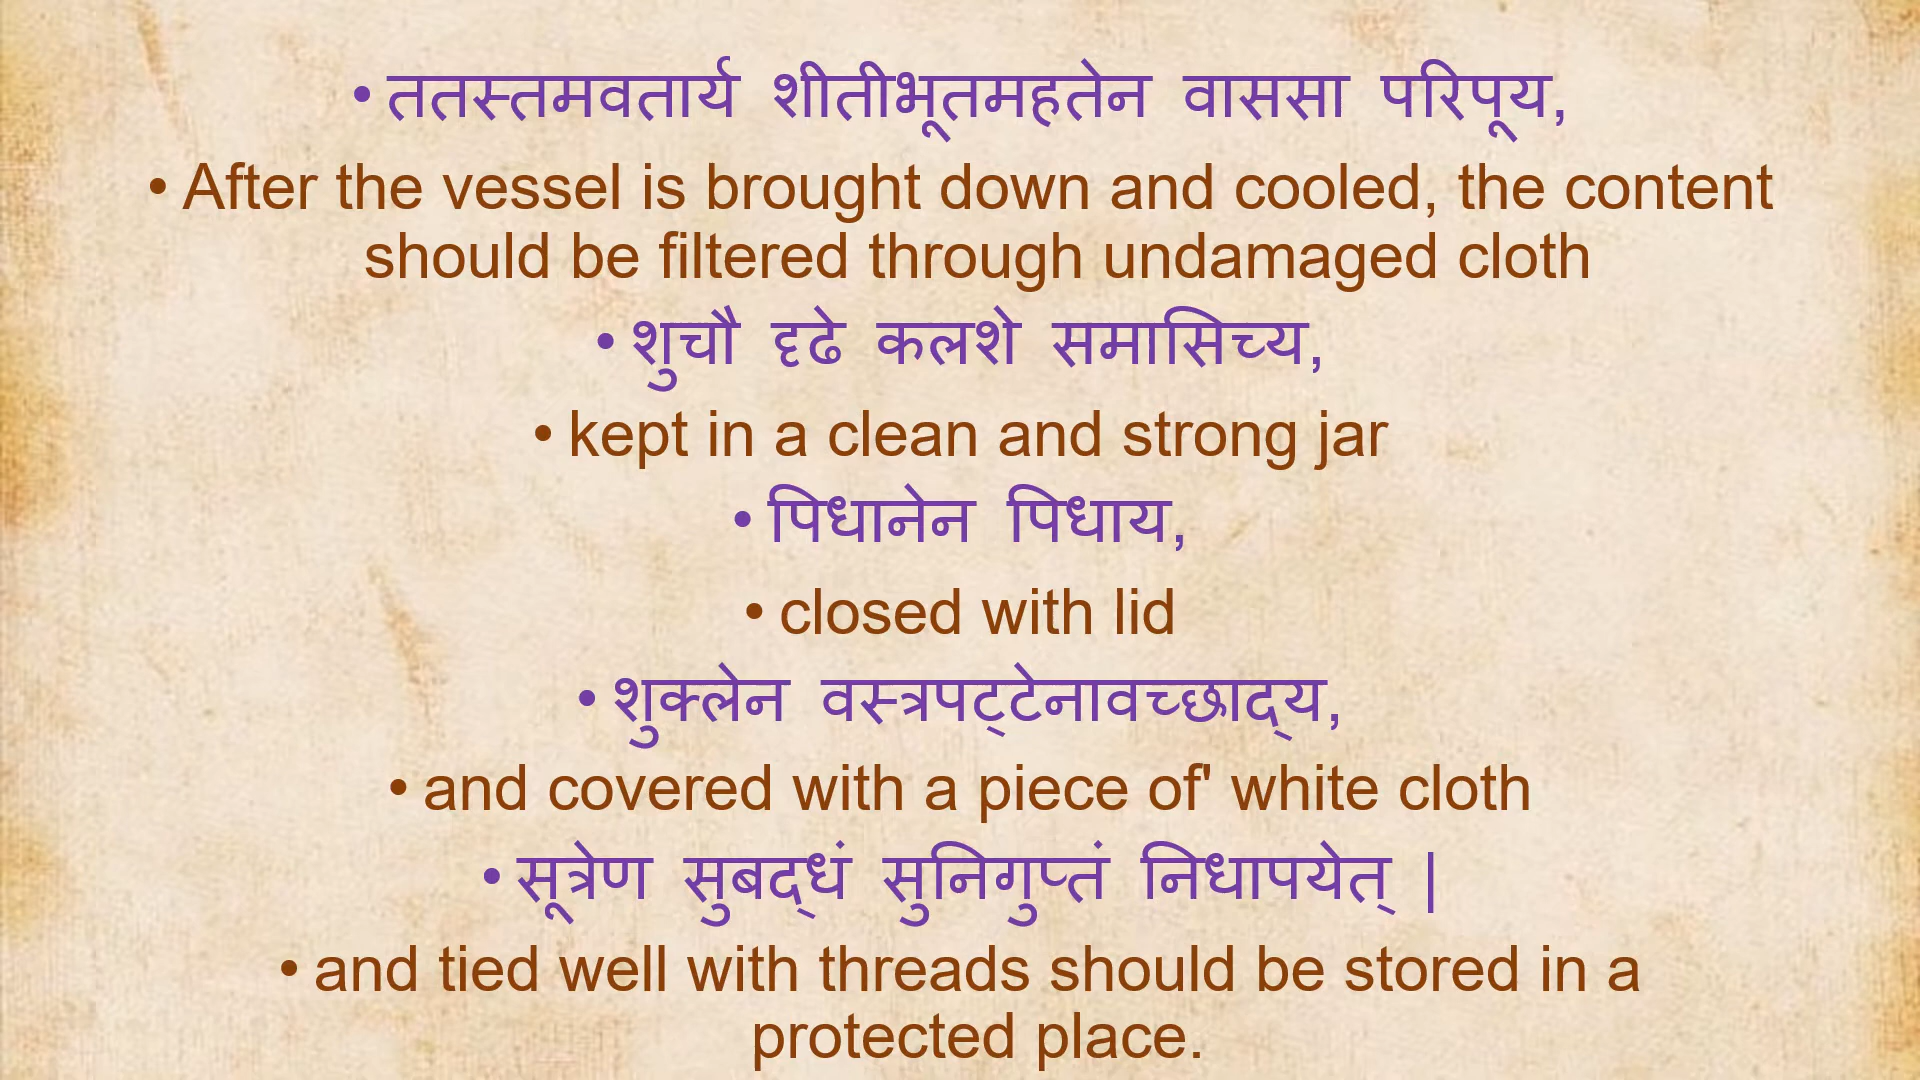 • ततस्तमवतार्य शीतीभूतमहतेन वाससा परिपूय,
• After the vessel is brought down and cooled, the content
should be filtered through undamaged cloth
• शुचौ दृढे कलशे समासिच्य,
• kept in a clean and strong jar
• पिधानेन पिधाय,
• closed with lid
• शुक्लेन वस्त्रपट्टेनावच्छाद्य,
• and covered with a piece of' white cloth
• सूत्रेण सुबद्धं सुनिगुप्तं निधापयेत् |
• and tied well with threads should be stored in a
protected place.